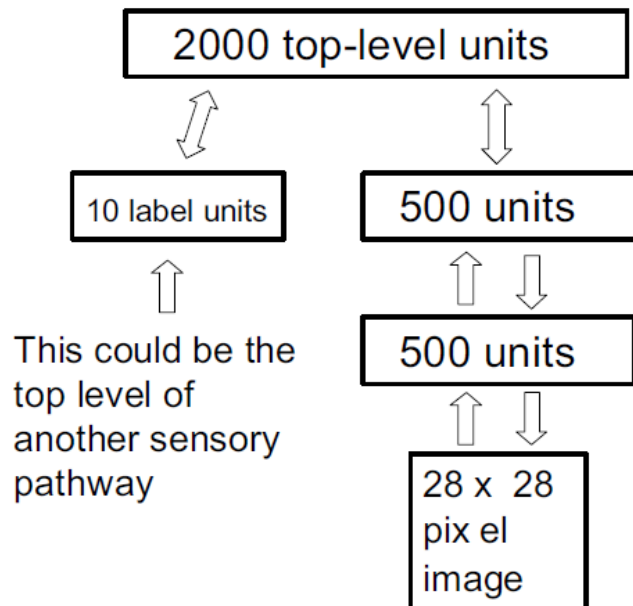 2000 top-level units
10 label units
500 units
500 units
This could be the
top level of
another sensory
pathway
28 x 28
pix el
image